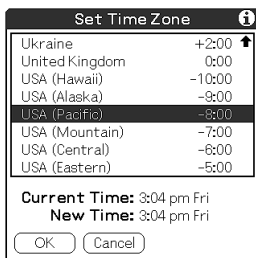 Set Time Zone i
Ukraine +2:00
United Kingdom 0:00
USA (Hawaii) -10:00
USA (Alaska) -9:00
USA (Pacific) -8:00
USA (Mountain) -7:00
USA (Central) -6:00
USA (Eastern) -5:00
Current Time: 3:04 pm Fri
New Time: 3:04 pm Fri
OK Cancel